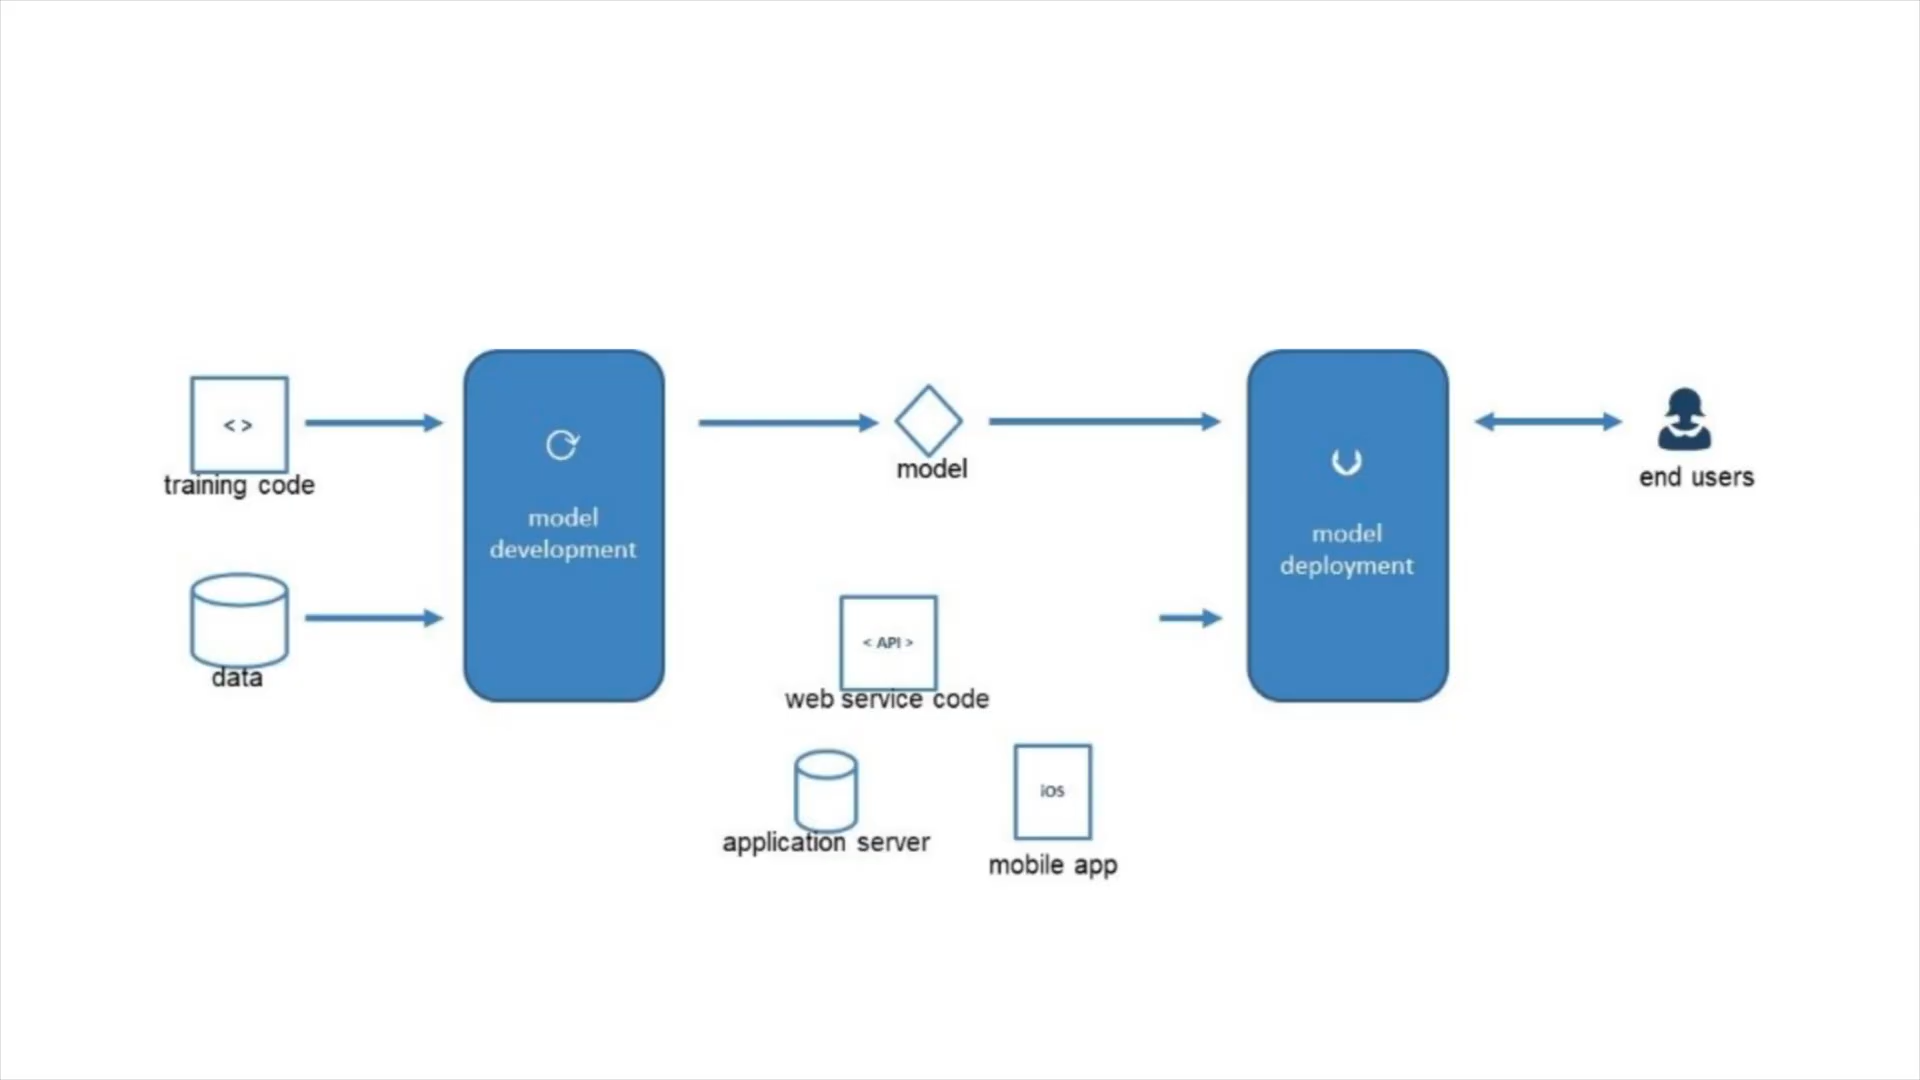 < >
training code
data
model
development
model
< API >
web service code
application server
iOS
mobile app
model
deployment
end users